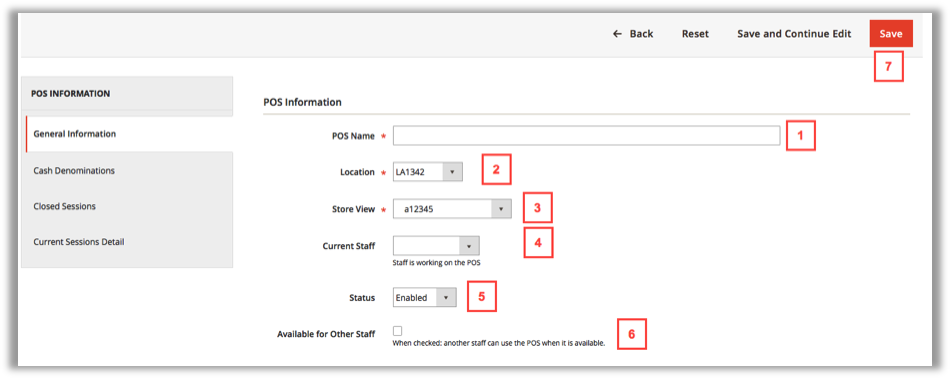 ← Back Reset Save and Continue Edit Save
7
POS INFORMATION
General Information
Cash Denominations
Closed Sessions
Current Sessions Detail
POS Information
POS Name * 1
Location * LA1342 2
Store View * a12345 3
Current Staff 4
Staff is working on the POS
Status Enabled 5
Available for Other Staff 6
When checked: another staff can use the POS when it is available.